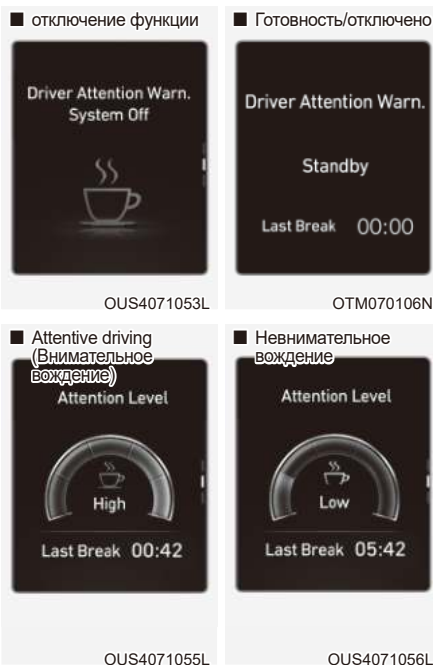 ■ отключение функции
Driver Attention Warn.
System Off
OUS4071053L
■ Готовность/отключено
Driver Attention Warn.
Standby
Last Break 00:00
OTM070106N
■ Attentive driving
(Внимательное
вождение)
Attention Level
High
Last Break 00:42
OUS4071055L
■ Невнимательное
вождение
Attention Level
Low
Last Break 05:42
OUS4071056L